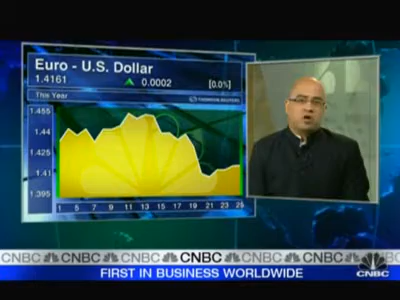 Euro - U.S. Dollar
1.4161 0.0002 [0.0%]
This Year THOMSON REUTERS
1.455
1.44
1.425
1.41
1.395
1 3 5 7 9 11 13 15 17 19 21 23 25
CNBC CNBC CNBC CNBC CNBC CNBC CNBC CNBC
FIRST IN BUSINESS WORLDWIDE
CNBC